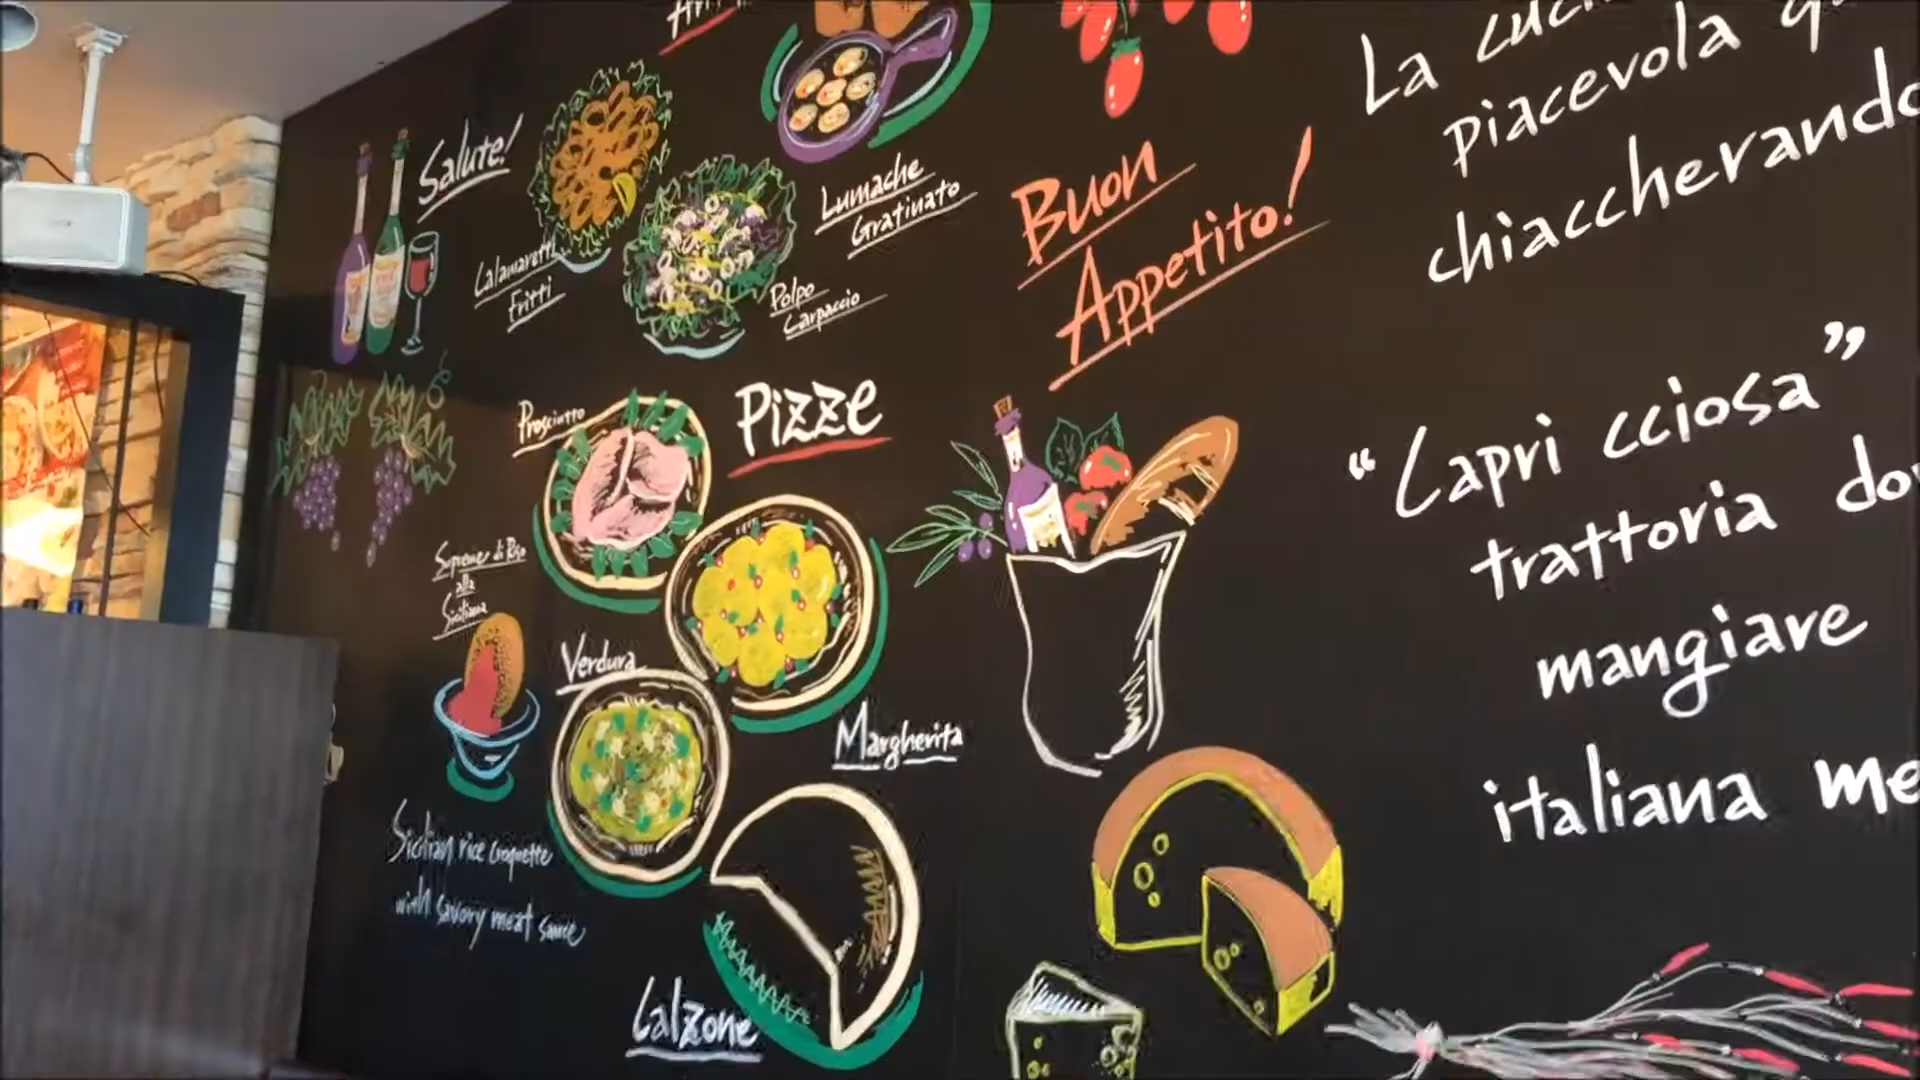 Salute!
Calamaretti
Fritti
Lumache
Gratinato
Polpo
Carpaccio
Buon
Appetito!
La
piacevola
chiaccherando
Pizze
Prosciutto
Supreme di Riso
alla
Siciliana
Verdura
Margherita
Sicilian rice croquette
with savory meat sauce
Calzone
“Capri cciosa”
trattoria
mangiare
italiana